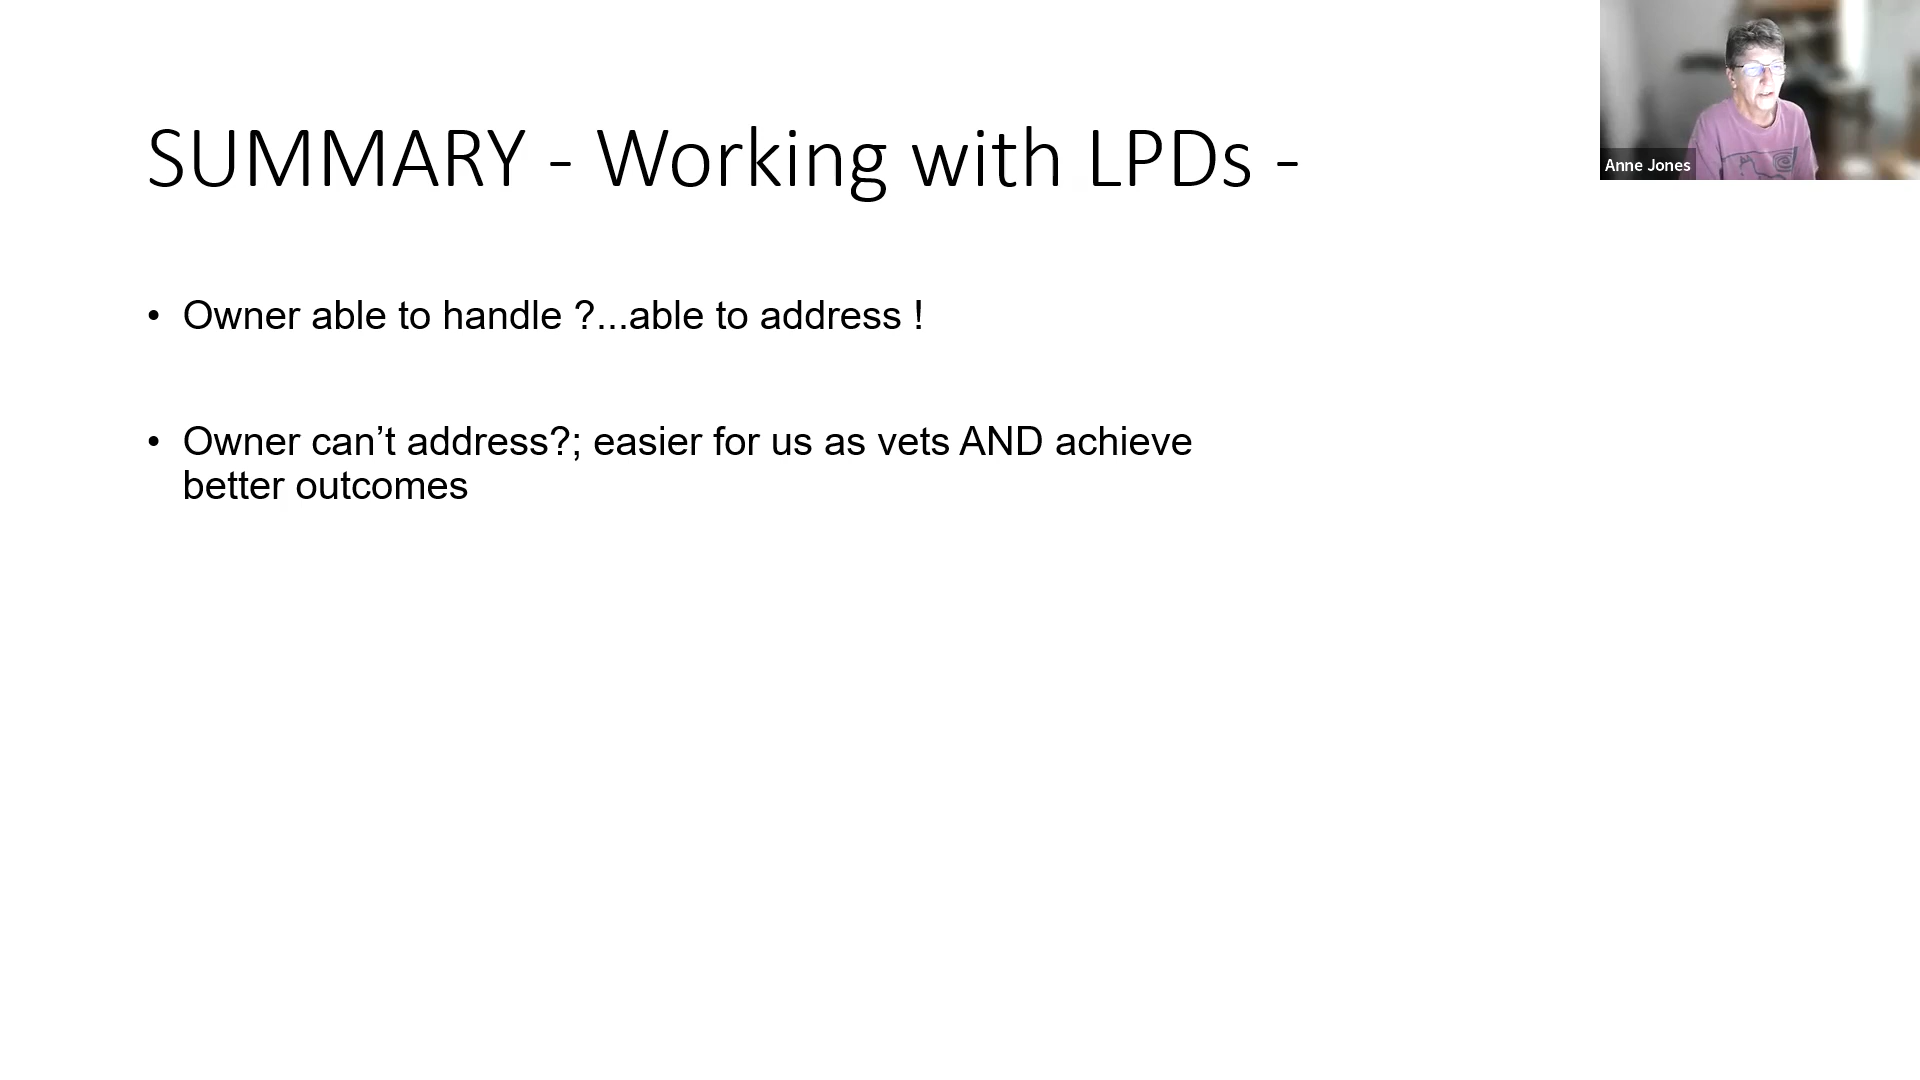 SUMMARY - Working with LPDs -
Anne Jones
• Owner able to handle ?...able to address !
• Owner can’t address?; easier for us as vets AND achieve
better outcomes